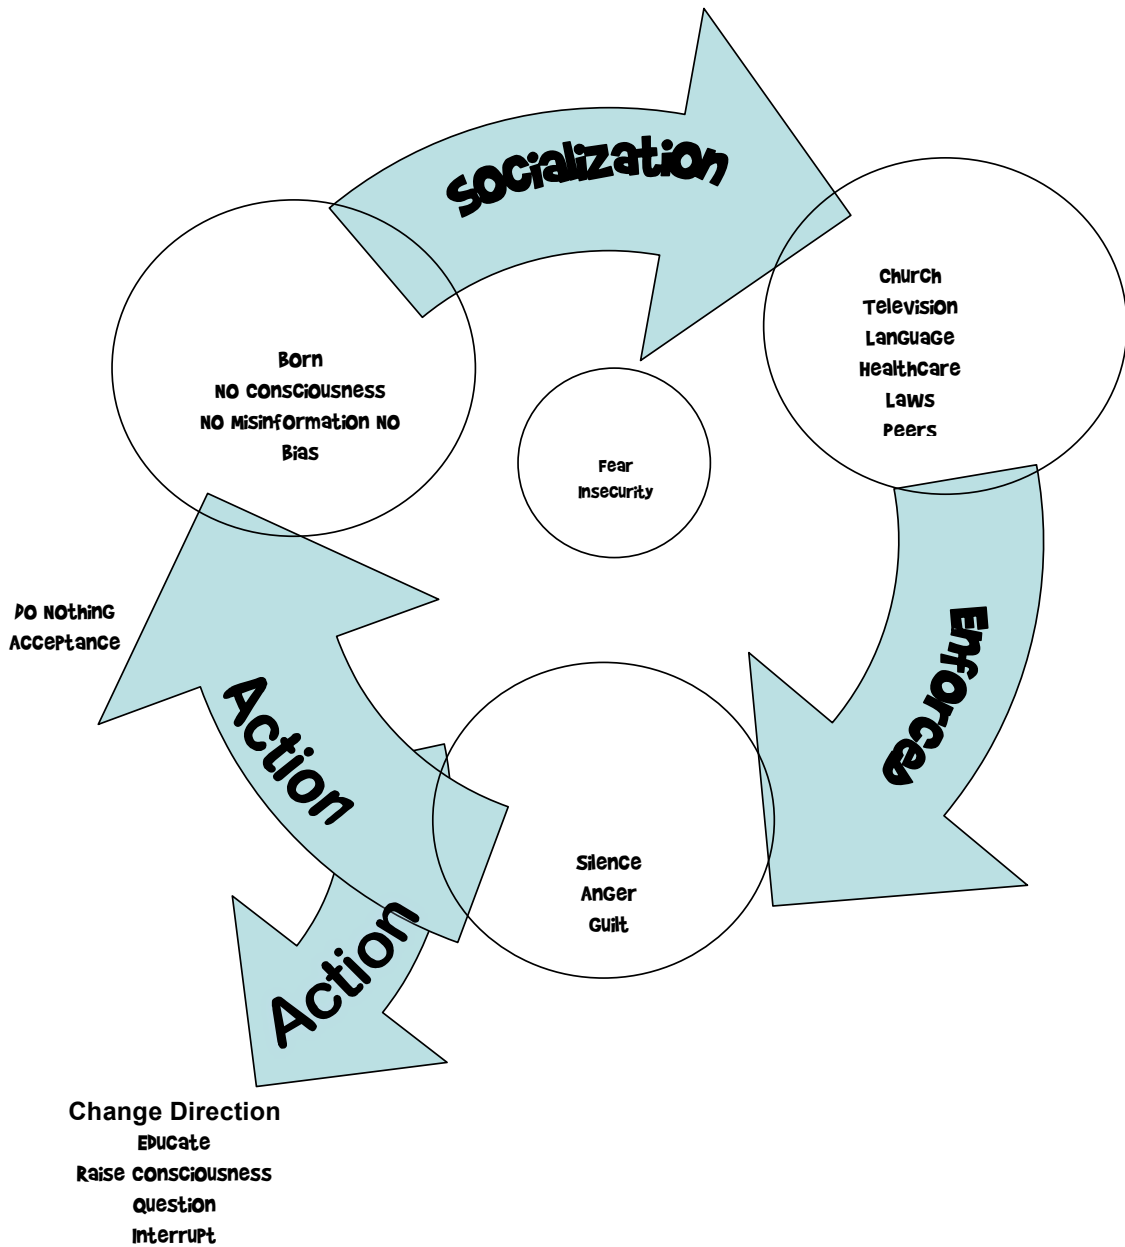 Socialization
Born
No Consciousness
No Misinformation No
Bias
Church
Television
Language
Healthcare
Laws
Peers
Fear
Insecurity
Enforces
Do Nothing
Acceptance
Action
Silence
Anger
Guilt
Action
Change Direction
Educate
Raise Consciousness
Question
Interrupt